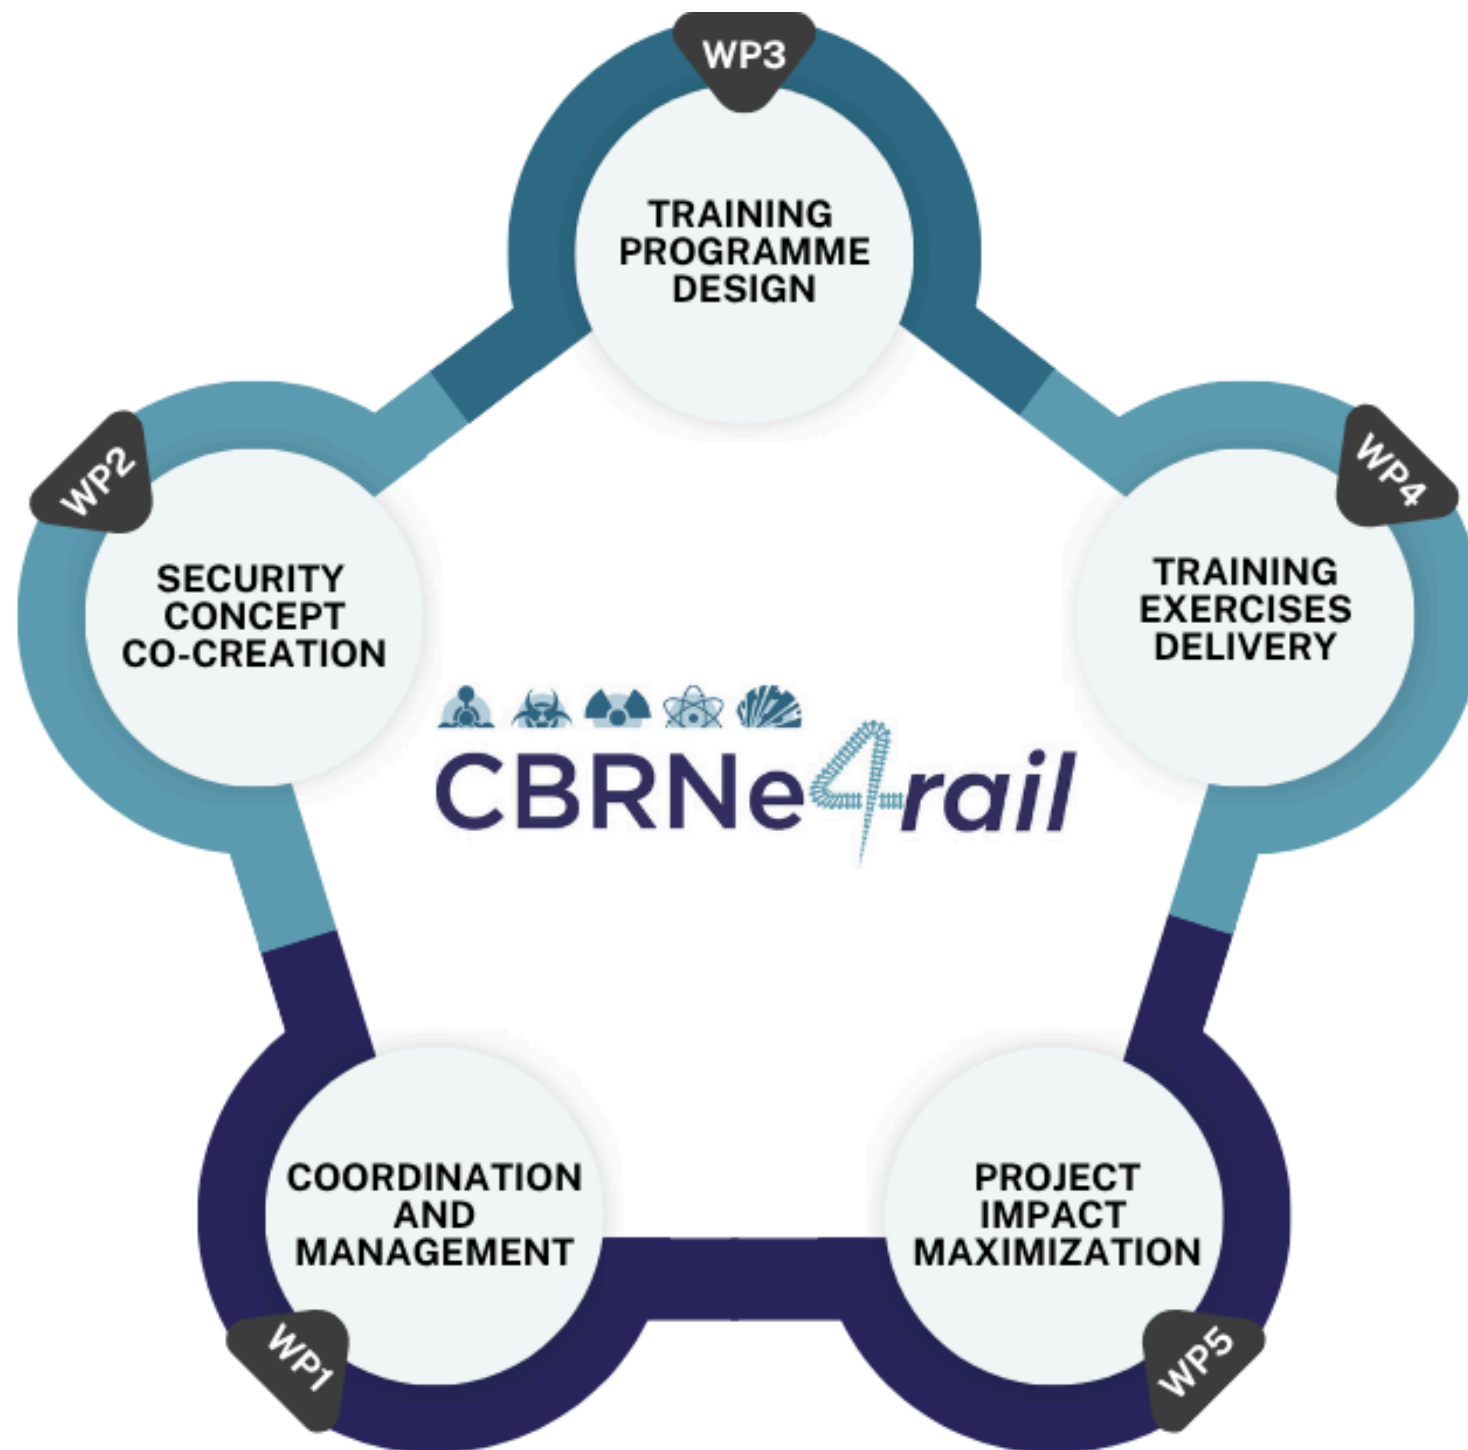 WP3
TRAINING
PROGRAMME
DESIGN
WP2
SECURITY
CONCEPT
CO-CREATION
WP4
TRAINING
EXERCISES
DELIVERY
CBRNe4rail
COORDINATION
AND
MANAGEMENT
WP1
PROJECT
IMPACT
MAXIMIZATION
WP5